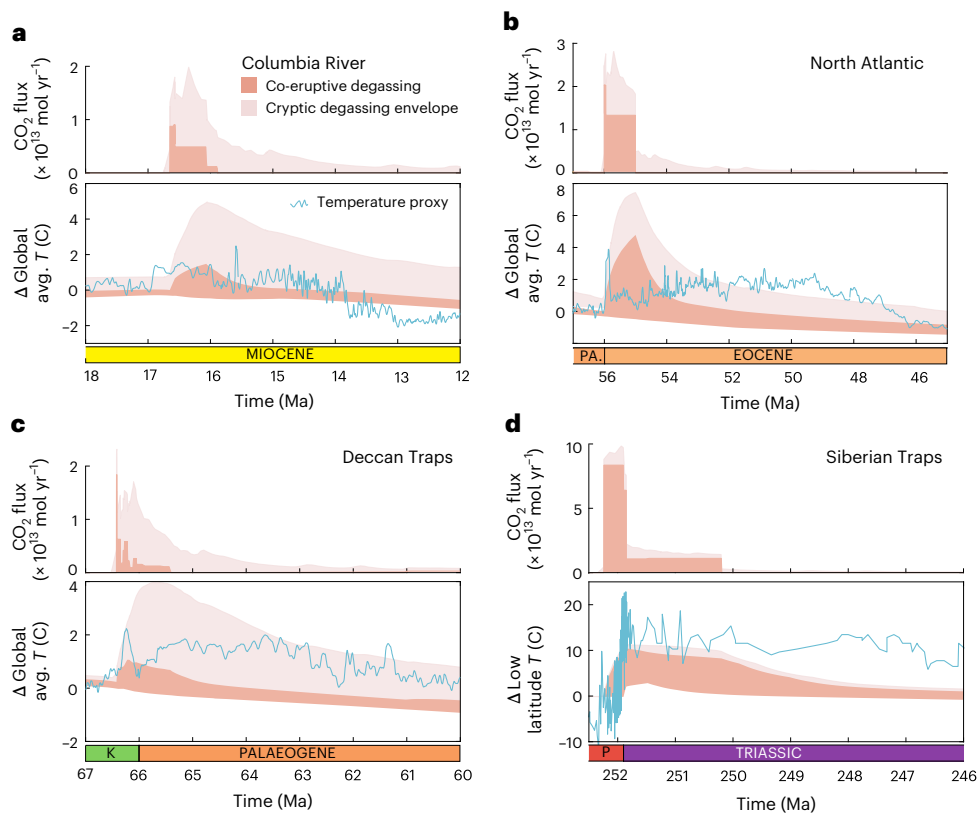 a
Columbia River
Co-eruptive degassing
Cryptic degassing envelope
CO2 flux
(× 10^13 mol yr^−1)
2
1
0
Temperature proxy
Δ Global
avg. T (C)
6
4
2
0
−2
MIOCENE
18 17 16 15 14 13 12
Time (Ma)
b
North Atlantic
CO2 flux
(× 10^13 mol yr^−1)
3
2
1
0
Δ Global
avg. T (C)
8
6
4
2
0
PA. EOCENE
56 54 52 50 48 46
Time (Ma)
c
Deccan Traps
CO2 flux
(× 10^13 mol yr^−1)
2
1
0
Δ Global
avg. T (C)
4
2
0
−2
K PALAEOGENE
67 66 65 64 63 62 61 60
Time (Ma)
d
Siberian Traps
CO2 flux
(× 10^13 mol yr^−1)
10
5
0
Δ Low
latitude T (C)
20
10
0
−10
P TRIASSIC
252 251 250 249 248 247 246
Time (Ma)